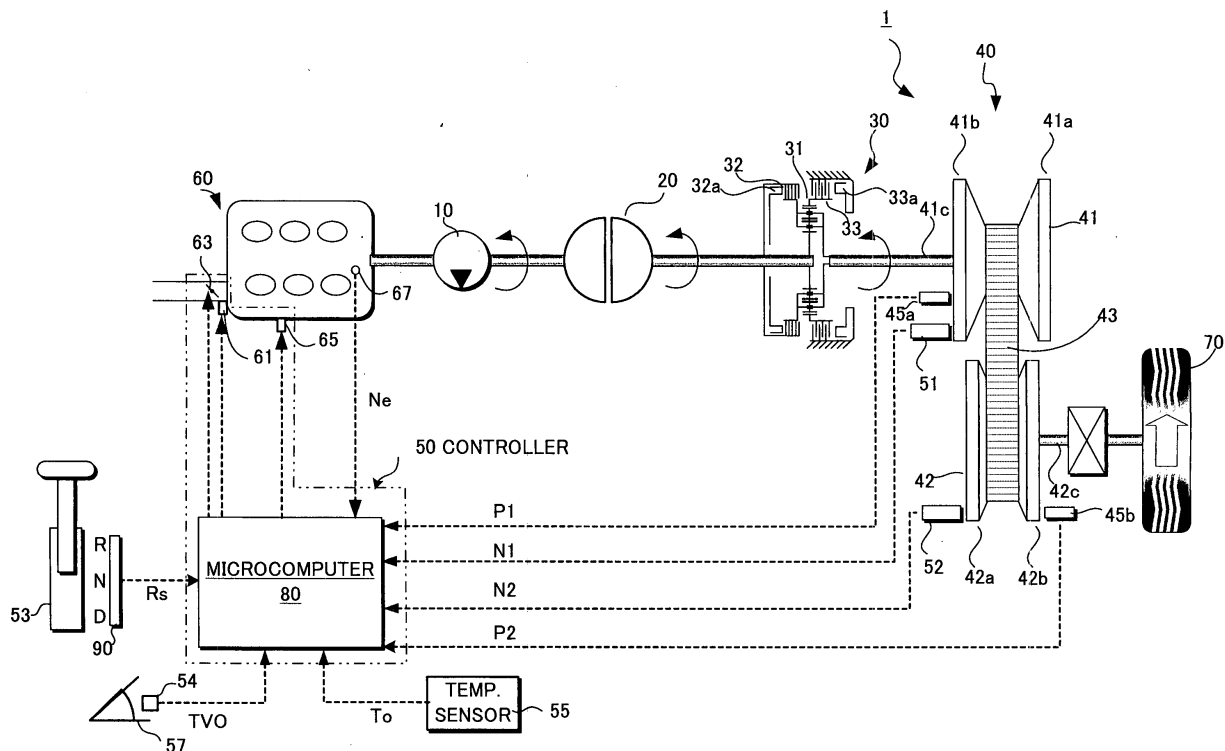 1
40
41b
41a
30
31
32
32a
20
33a
33
41c
41
60
10
63
67
45a
43
61
65
51
70
Ne
50 CONTROLLER
42
42c
P1
45b
R
N
D
MICROCOMPUTER
80
N1
52
42a
42b
53
Rs
N2
90
P2
54
TVO
To
TEMP.
SENSOR
55
57